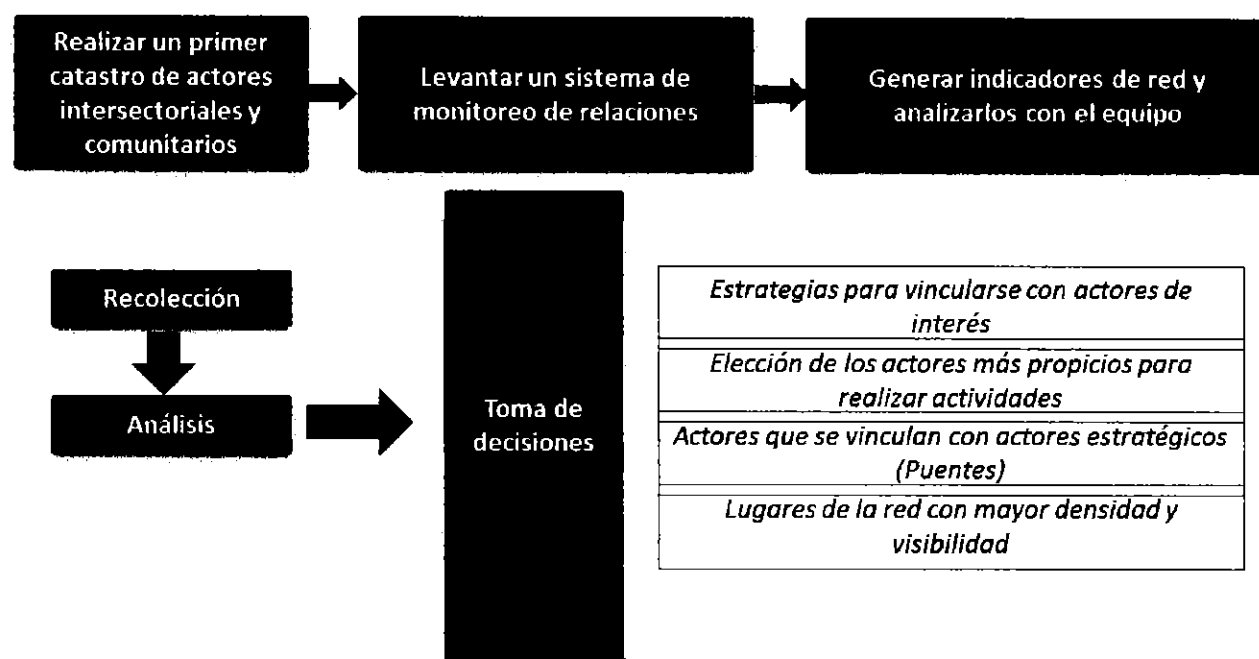 Realizar un primer
catastro de actores
intersectoriales y
comunitarios
Levantar un sistema de
monitoreo de relaciones
Generar indicadores de red y
analizarlos con el equipo
Recolección
Análisis
Toma de
decisiones
Estrategias para vincularse con actores de
interés
Elección de los actores más propicios para
realizar actividades
Actores que se vinculan con actores estratégicos
(Puentes)
Lugares de la red con mayor densidad y
visibilidad